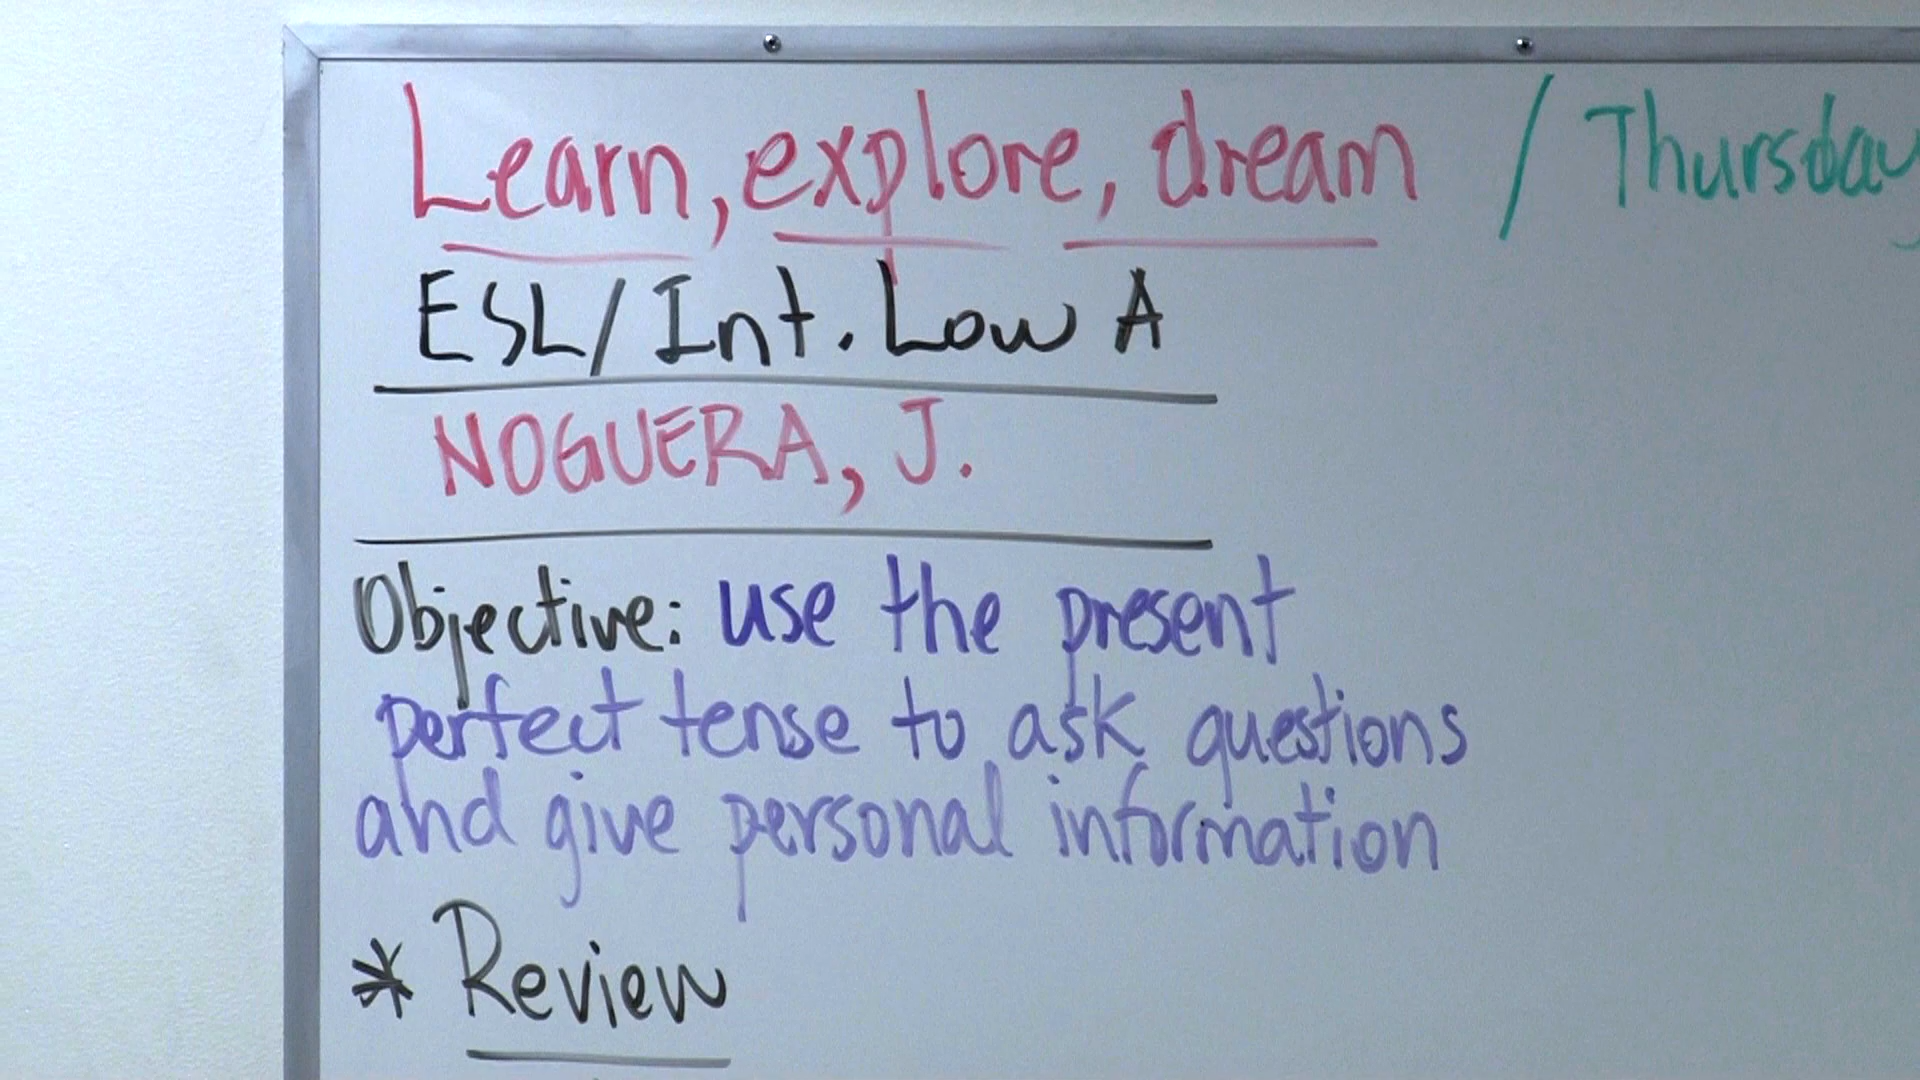 Learn, explore, dream / Thursday
ESL/Int. Low A
NOGUERA, J.
Objective: use the present
perfect tense to ask questions
and give personal information
* Review